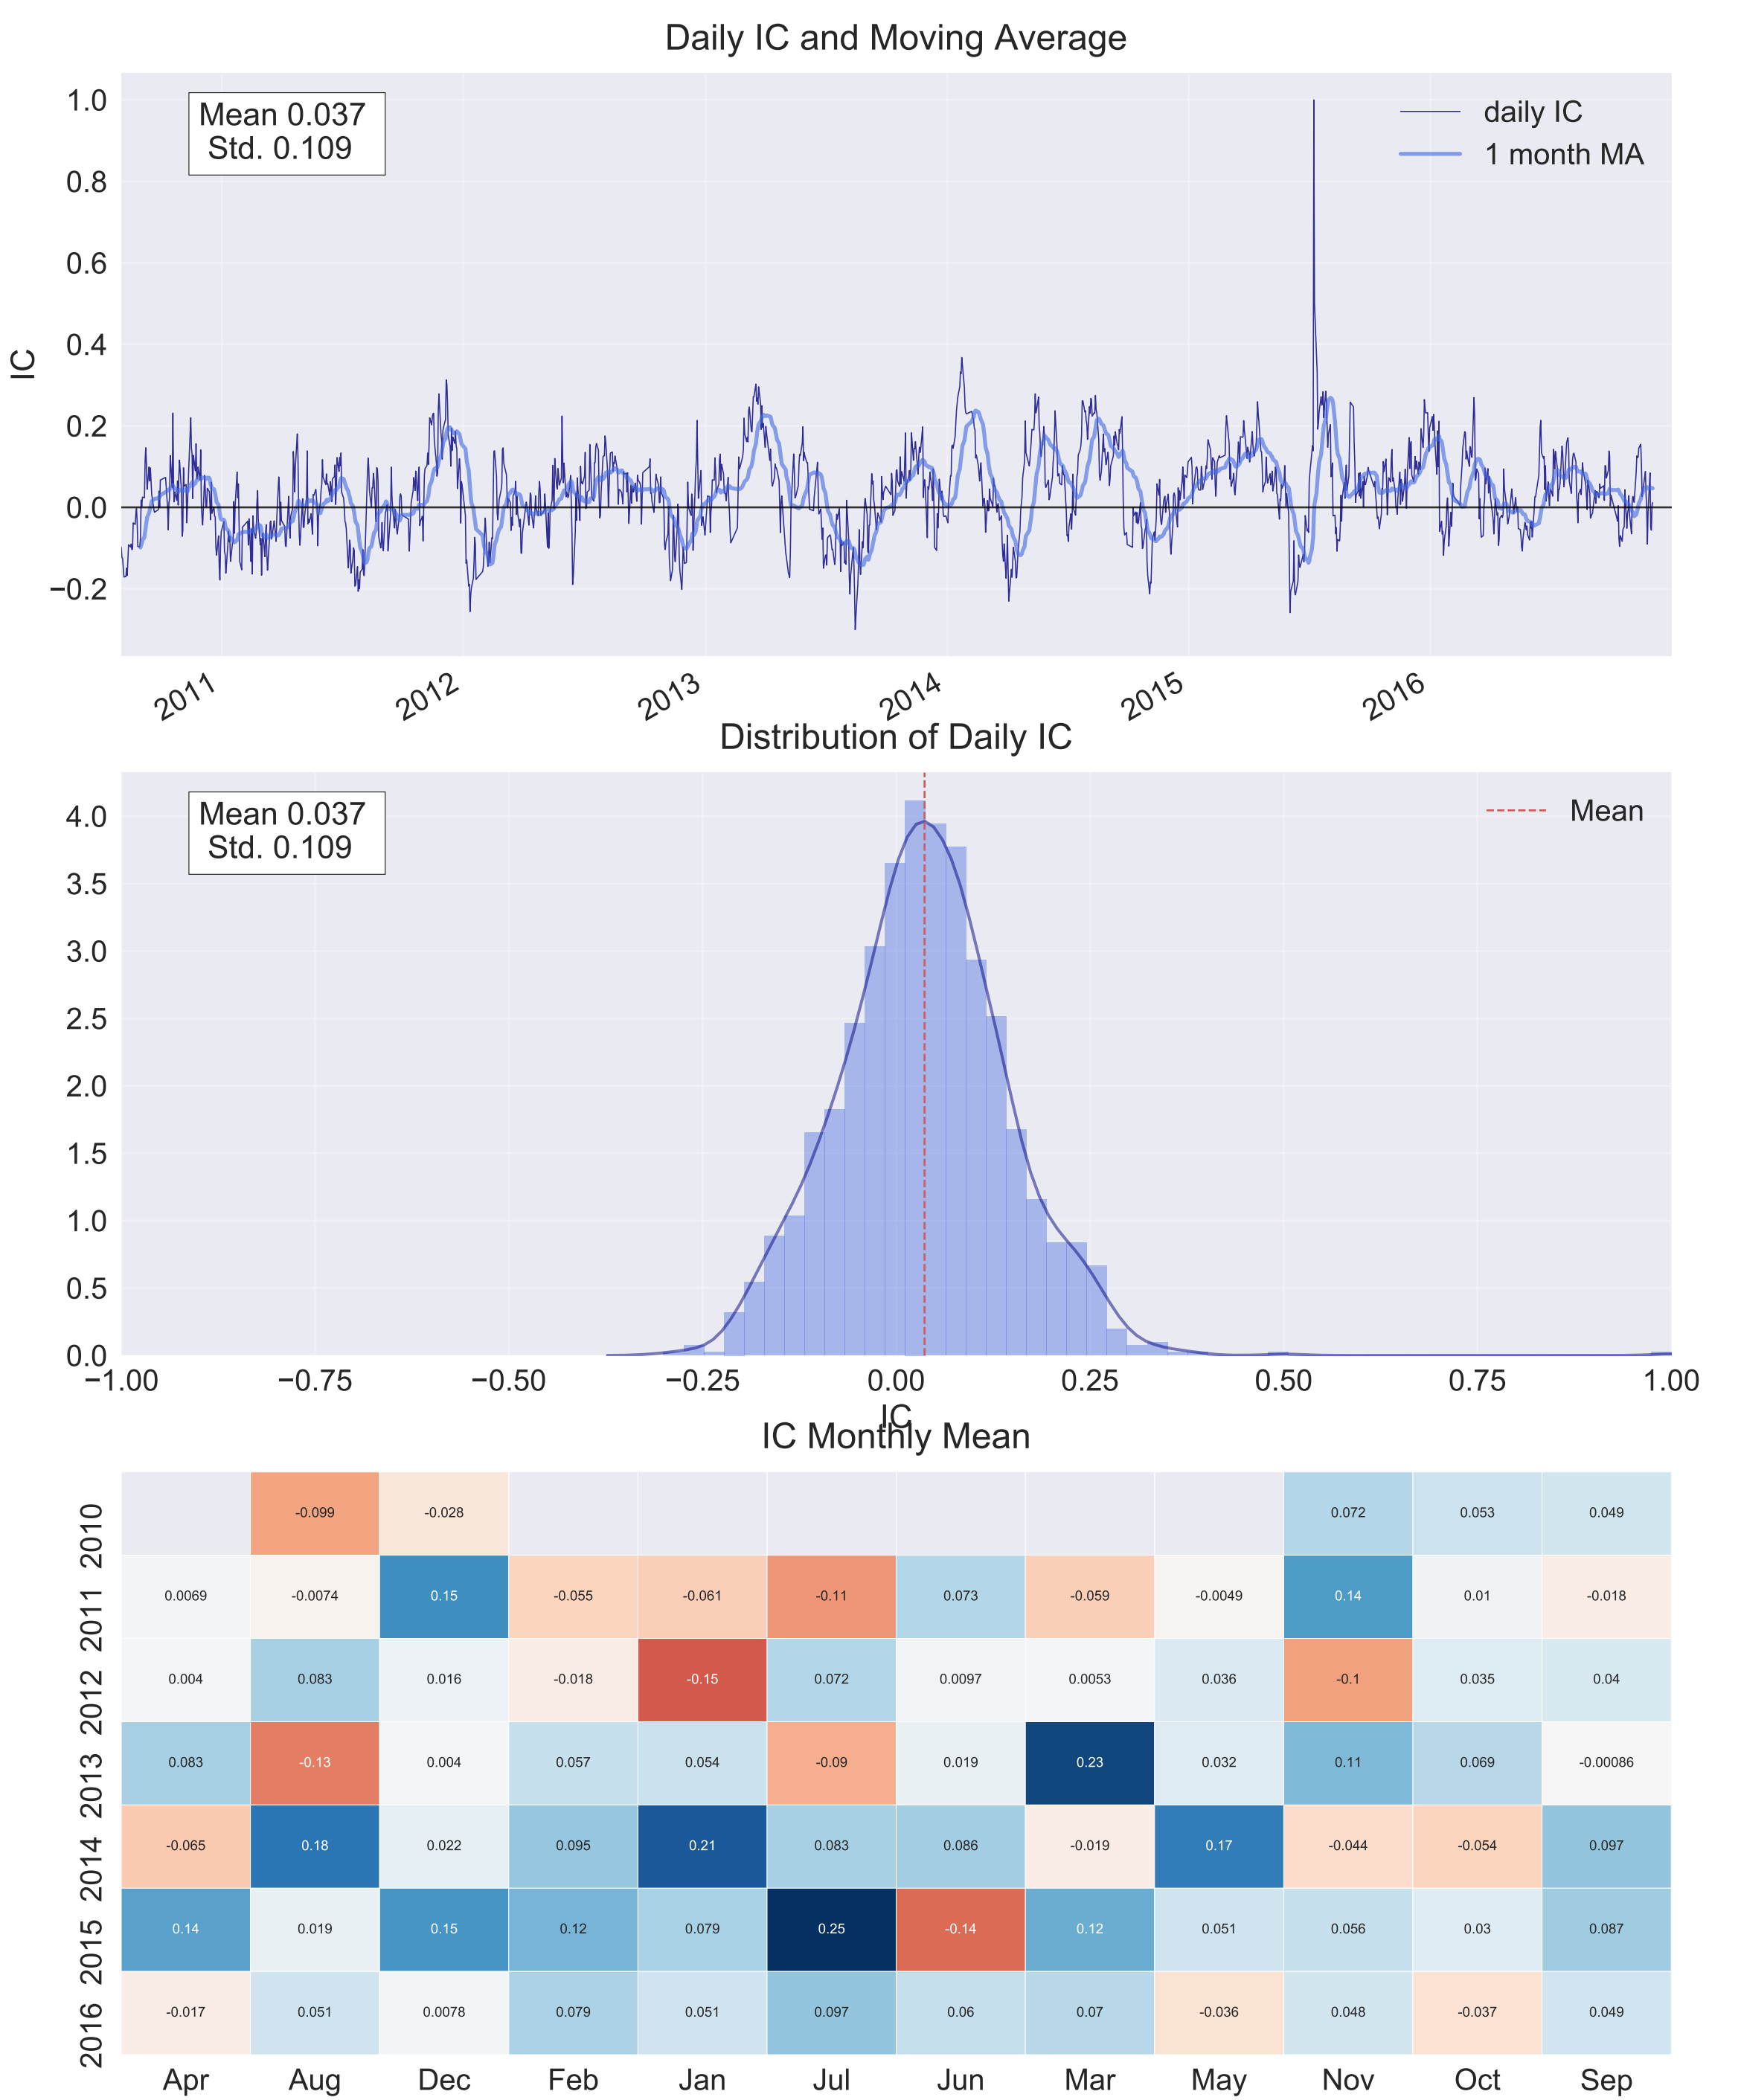 Daily IC and Moving Average
Mean 0.037
Std. 0.109
daily IC
1 month MA
1.0
0.8
0.6
0.4
0.2
0.0
−0.2
IC
2011 2012 2013 2014 2015 2016
Distribution of Daily IC
Mean 0.037
Std. 0.109
Mean
4.0
3.5
3.0
2.5
2.0
1.5
1.0
0.5
0.0
−1.00 −0.75 −0.50 −0.25 0.00 0.25 0.50 0.75 1.00
IC
IC Monthly Mean
2010 -0.099 -0.028 0.072 0.053 0.049
2011 0.0069 -0.0074 0.15 -0.055 -0.061 -0.11 0.073 -0.059 -0.0049 0.14 0.01 -0.018
2012 0.004 0.083 0.016 -0.018 -0.15 0.072 0.0097 0.0053 0.036 -0.1 0.035 0.04
2013 0.083 -0.13 0.004 0.057 0.054 -0.09 0.019 0.23 0.032 0.11 0.069 -0.00086
2014 -0.065 0.18 0.022 0.095 0.21 0.083 0.086 -0.019 0.17 -0.044 -0.054 0.097
2015 0.14 0.019 0.15 0.12 0.079 0.25 -0.14 0.12 0.051 0.056 0.03 0.087
2016 -0.017 0.051 0.0078 0.079 0.051 0.097 0.06 0.07 -0.036 0.048 -0.037 0.049
Apr Aug Dec Feb Jan Jul Jun Mar May Nov Oct Sep